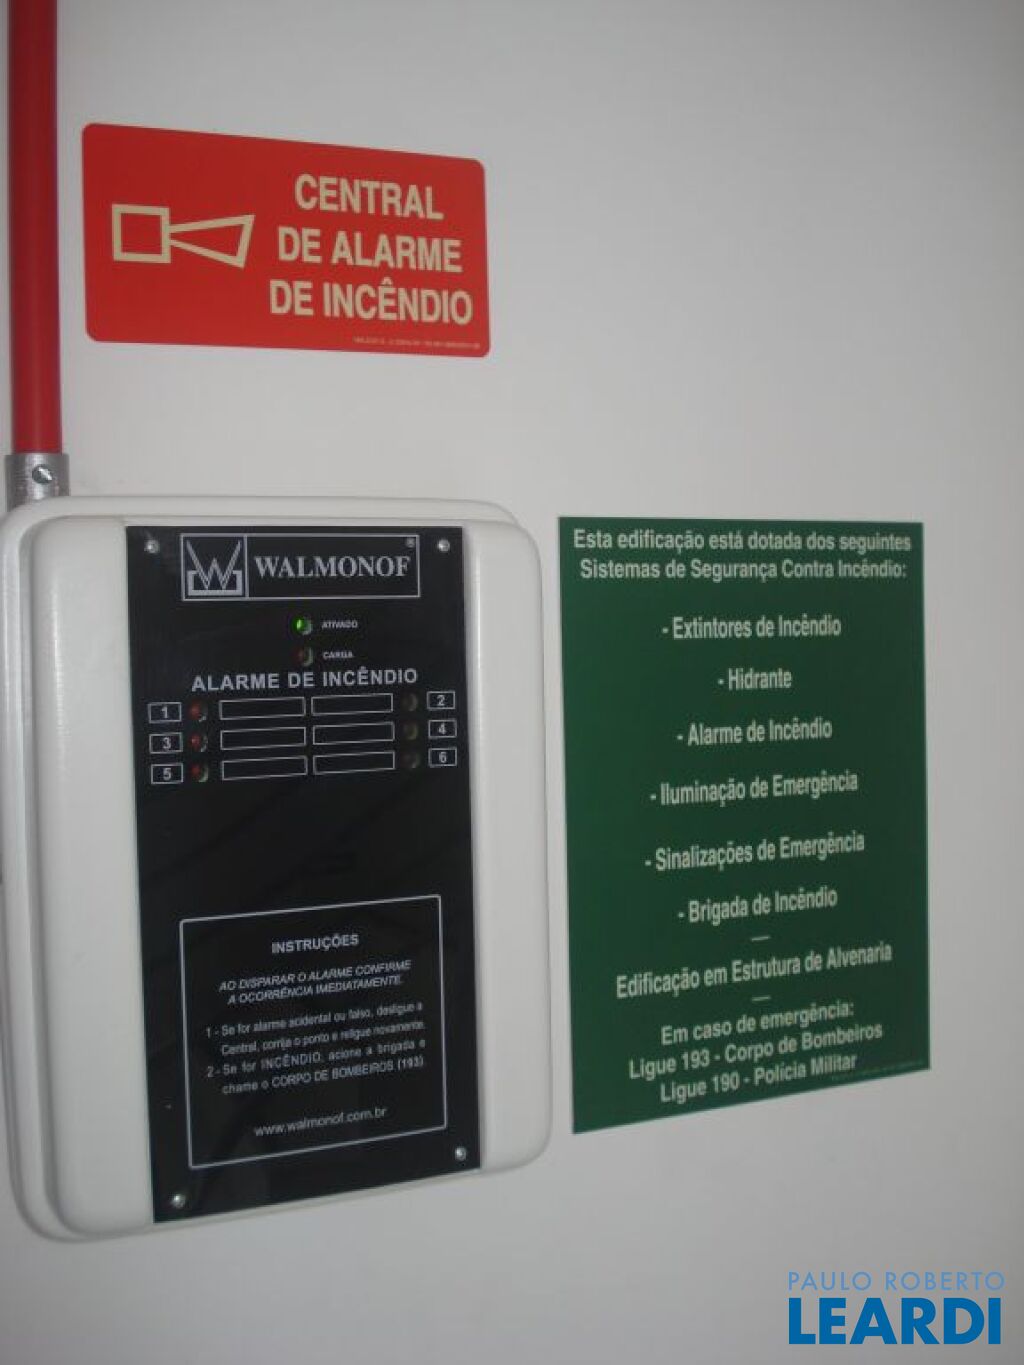 CENTRAL
DE ALARME
DE INCÊNDIO
WALMONOF®
ATIVADO
CARGA
ALARME DE INCÊNDIO
1 2
3 4
5 6
INSTRUÇÕES
AO DISPARAR O ALARME CONFIRME
A OCORRÊNCIA IMEDIATAMENTE.
1 - Se for alarme acidental ou falso, desligue a
Central, corrija o ponto e religue novamente.
2 - Se for INCÊNDIO, acione a brigada e
chame o CORPO DE BOMBEIROS (193).
www.walmonof.com.br
Esta edificação está dotada dos seguintes
Sistemas de Segurança Contra Incêndio:
- Extintores de Incêndio
- Hidrante
- Alarme de Incêndio
- Iluminação de Emergência
- Sinalizações de Emergência
- Brigada de Incêndio
—
Edificação em Estrutura de Alvenaria
—
Em caso de emergência:
Ligue 193 - Corpo de Bombeiros
Ligue 190 - Polícia Militar
PAULO ROBERTO
LEARDI